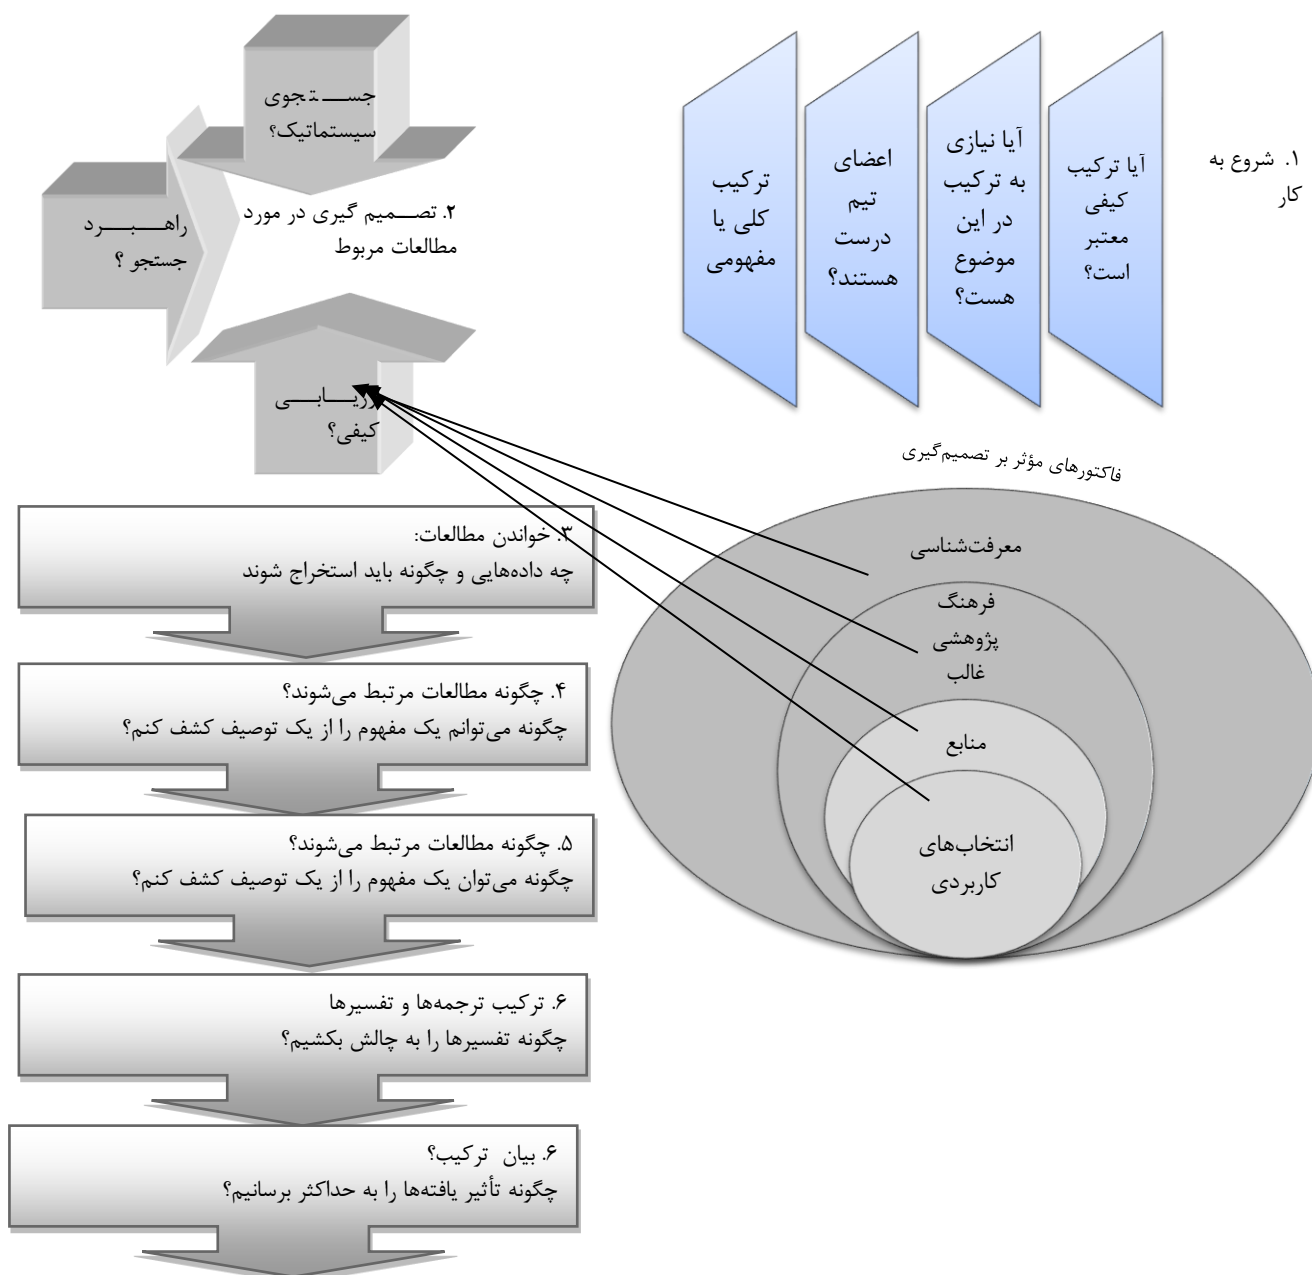 ۱. شروع به
کار
آیا ترکیب
کیفی
معتبر
است؟
آیا نیازی
به ترکیب
در این
موضوع
هست؟
اعضای
تیم
درست
هستند؟
ترکیب
کلی یا
مفهومی
جستجوی
سیستماتیک؟
راهبرد
جستجو ؟
۲. تصمیم گیری در مورد
مطالعات مربوط
کیفی؟
فاکتورهای مؤثر بر تصمیم‌گیری
معرفت‌شناسی
فرهنگ
پژوهشی
غالب
منابع
انتخاب‌های
کاربردی
۳. خواندن مطالعات:
چه داده‌هایی و چگونه باید استخراج شوند
۴. چگونه مطالعات مرتبط می‌شوند؟
چگونه می‌توانم یک مفهوم را از یک توصیف کشف کنم؟
۵. چگونه مطالعات مرتبط می‌شوند؟
چگونه می‌توان یک مفهوم را از یک توصیف کشف کنم؟
۶. ترکیب ترجمه‌ها و تفسیرها
چگونه تفسیرها را به چالش بکشیم؟
۶. بیان ترکیب؟
چگونه تأثیر یافته‌ها را به حداکثر برسانیم؟